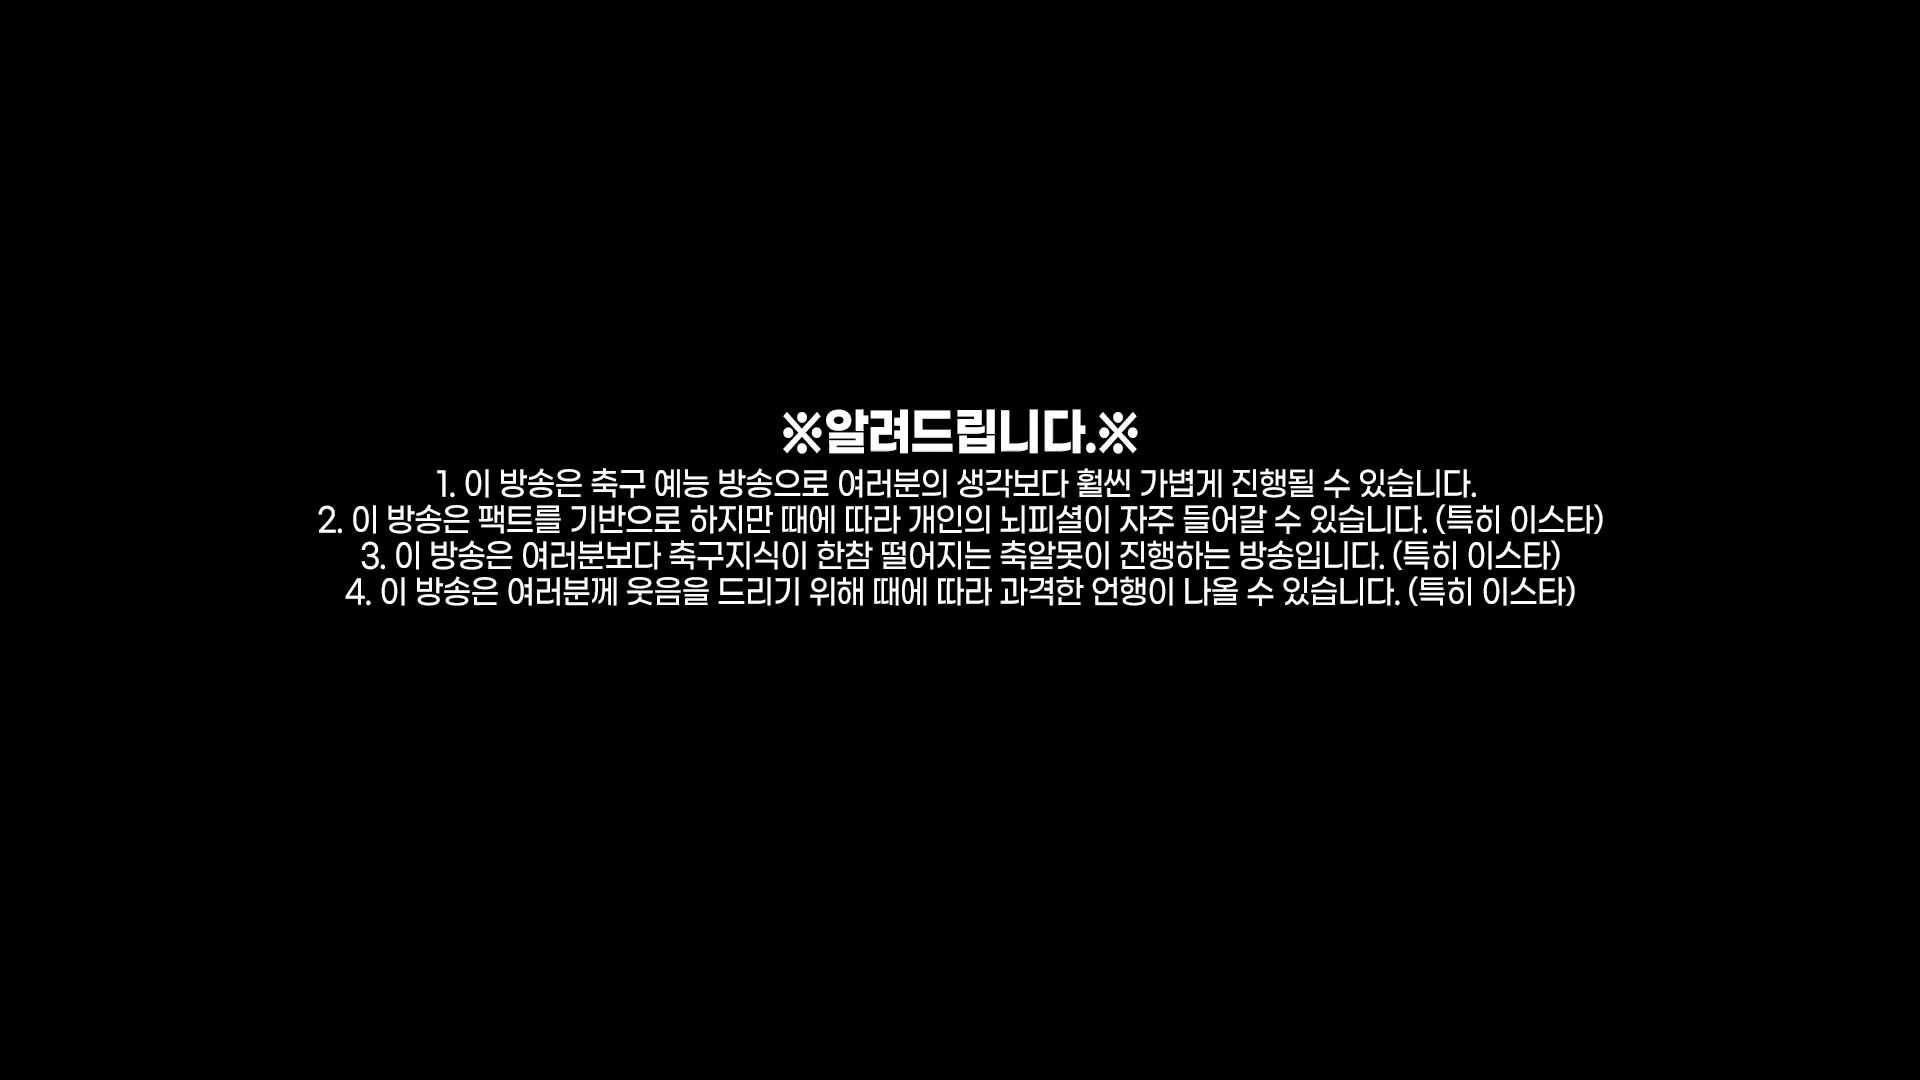 ※알려드립니다.※
1. 이 방송은 축구 예능 방송으로 여러분의 생각보다 훨씬 가볍게 진행될 수 있습니다.
2. 이 방송은 팩트를 기반으로 하지만 때에 따라 개인의 뇌피셜이 자주 들어갈 수 있습니다. (특히 이스타)
3. 이 방송은 여러분보다 축구지식이 한참 떨어지는 축알못이 진행하는 방송입니다. (특히 이스타)
4. 이 방송은 여러분께 웃음을 드리기 위해 때에 따라 과격한 언행이 나올 수 있습니다. (특히 이스타)